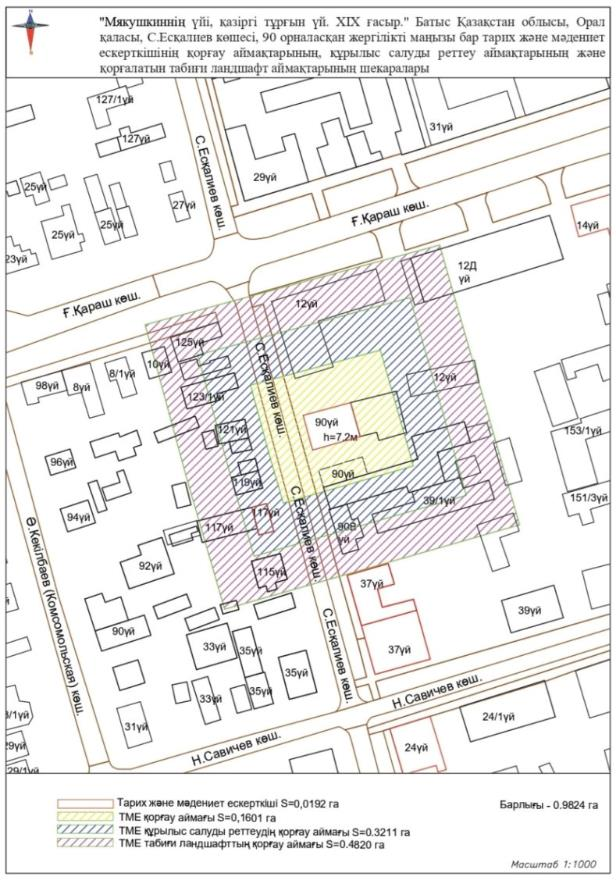 "Мякушкиннің үйі, қазіргі тұрғын үй. XIX ғасыр." Батыс Қазақстан облысы, Орал
қаласы, С.Есқалиев көшесі, 90 орналасқан жергілікті маңызы бар тарих және мәдениет
ескерткішінің қорғау аймақтарының, құрылыс салуды реттеу аймақтарының және
қорғалатын табиғи ландшафт аймақтарының шекаралары
127/1үй
127үй
31үй
С.Есқалиев көш.
29үй
25үй
25үй
27үй
25үй
23үй
Ғ.Қараш көш.
14үй
12Д
үй
Ғ.Қараш көш.
12үй
125үй
С.Есқалиев көш.
10үй
8/1үй
98үй
8үй
12үй
123/1үй
90үй
h=7,2м
121үй
153/1үй
96үй
90үй
119үй
39/1үй
151/3үй
94үй
117үй
117үй
90В
үй
С.Есқалиев көш.
Ө.Кекілбаев (Комсомольская) көш.
92үй
115үй
37үй
39үй
90үй
33үй
35үй
37үй
С.Есқалиев көш.
35үй
33үй
35үй
Н.Савичев көш.
31үй
24/1үй
Н.Савичев көш.
24үй
29/1үй
Тарих және мәдениет ескерткіші S=0,0192 га
Барлығы - 0.9824 га
ТМЕ қорғау аймағы S=0,1601 га
ТМЕ құрылыс салуды реттеудің қорғау аймағы S=0.3211 га
ТМЕ табиғи ландшафттың қорғау аймағы S=0.4820 га
Масштаб 1:1000